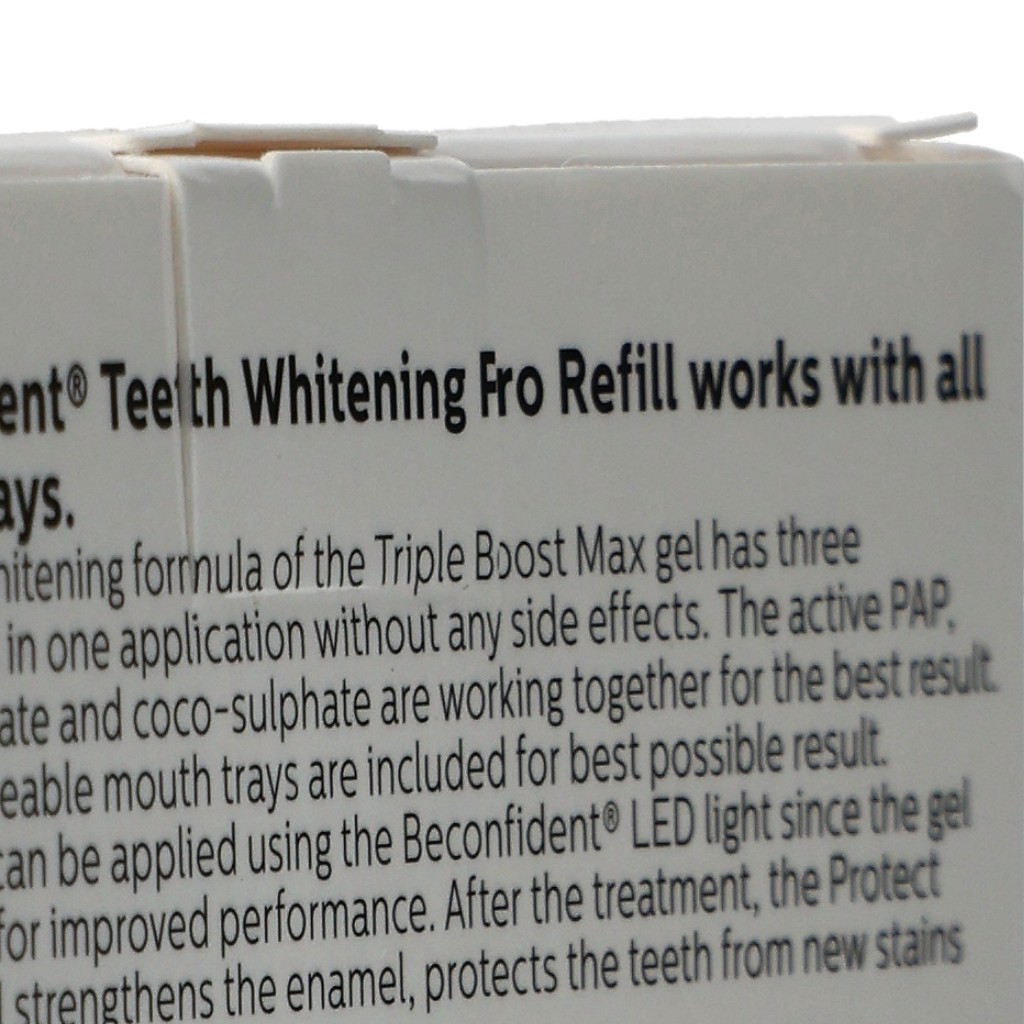 ent® Teeth Whitening Pro Refill works with all
ays.
hitening formula of the Triple Boost Max gel has three
in one application without any side effects. The active PAP,
ate and coco-sulphate are working together for the best result.
eable mouth trays are included for best possible result.
can be applied using the Beconfident® LED light since the gel
for improved performance. After the treatment, the Protect
strengthens the enamel, protects the teeth from new stains